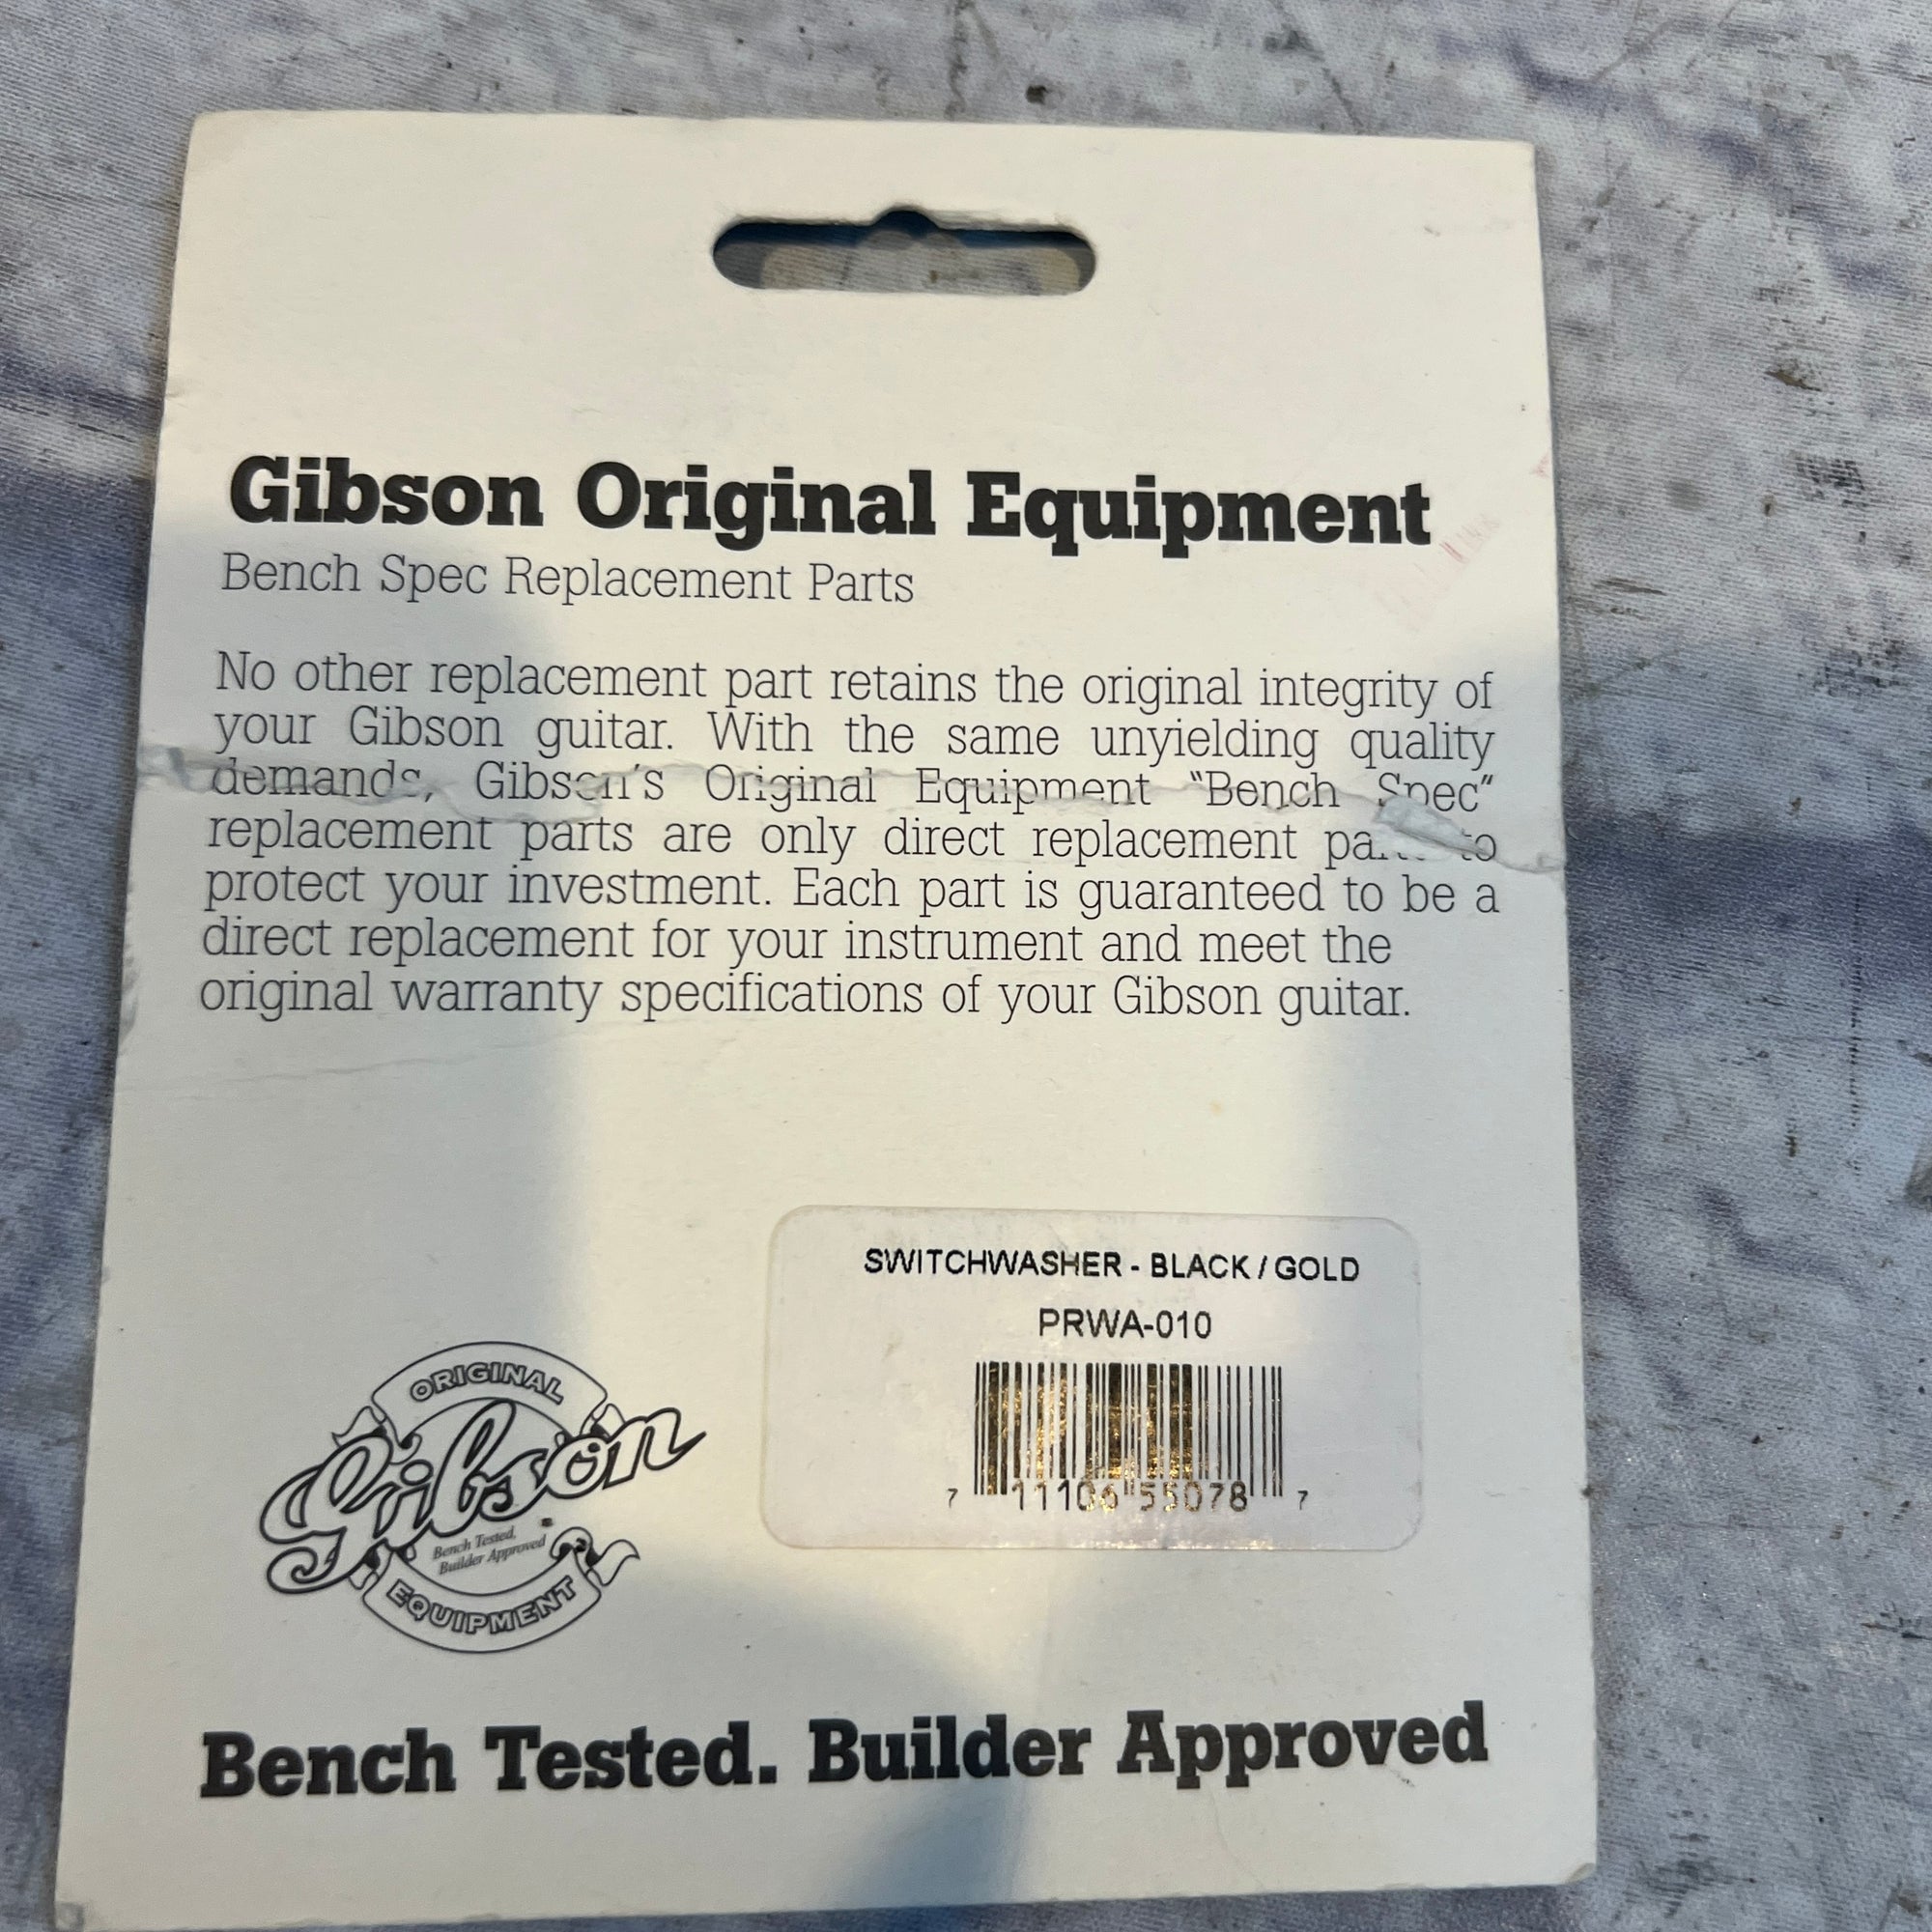 Gibson Original Equipment
Bench Spec Replacement Parts
No other replacement part retains the original integrity of
your Gibson guitar. With the same unyielding quality
demands, Gibson's Original Equipment "Bench Spec"
replacement parts are only direct replacement to
protect your investment. Each part is guaranteed to be a
direct replacement for your instrument and meet the
original warranty specifications of your Gibson guitar.
SWITCHWASHER - BLACK / GOLD
PRWA-010
7 11106 55078 7
ORIGINAL
Gibson
Bench Tested.
Builder Approved
EQUIPMENT
Bench Tested. Builder Approved